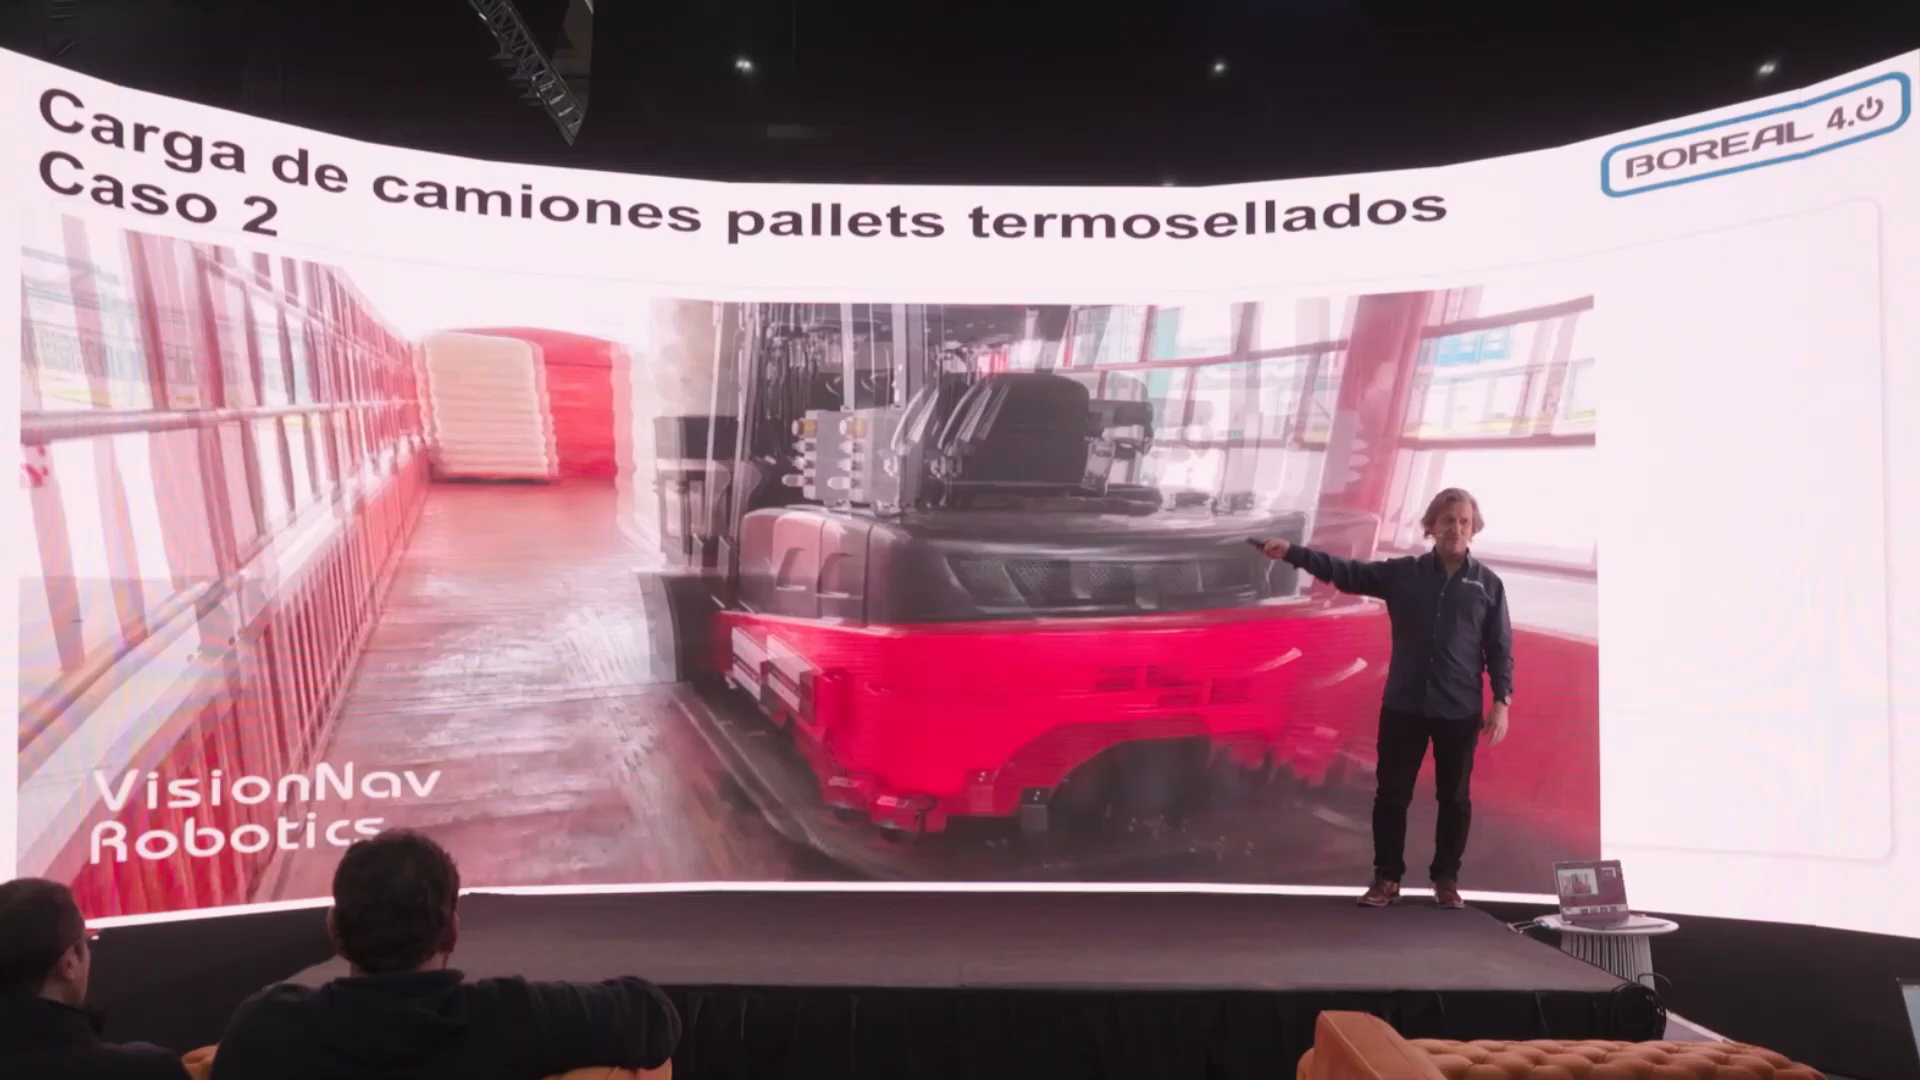 Carga de camiones pallets termosellados
Caso 2
BOREAL 4.0
VisionNav
Robotics